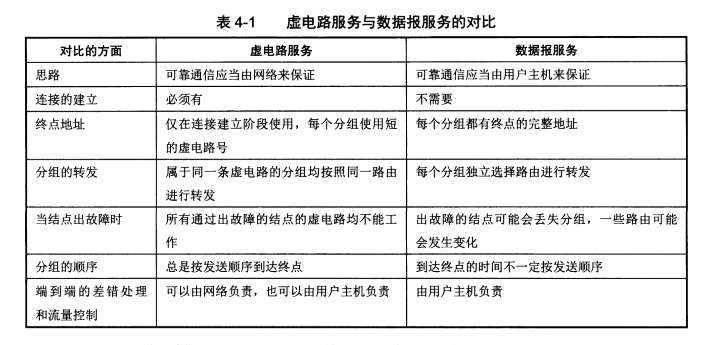 表 4-1 虚电路服务与数据报服务的对比
对比的方面 虚电路服务 数据报服务
思路 可靠通信应当由网络来保证 可靠通信应当由用户主机来保证
连接的建立 必须有 不需要
终点地址 仅在连接建立阶段使用，每个分组使用短 每个分组都有终点的完整地址
的虚电路号
分组的转发 属于同一条虚电路的分组均按照同一路由 每个分组独立选择路由进行转发
进行转发
当结点出故障时 所有通过出故障的结点的虚电路均不能工 出故障的结点可能会丢失分组，一些路由可能
作 会发生变化
分组的顺序 总是按发送顺序到达终点 到达终点的时间不一定按发送顺序
端到端的差错处理 可以由网络负责，也可以由用户主机负责 由用户主机负责
和流量控制